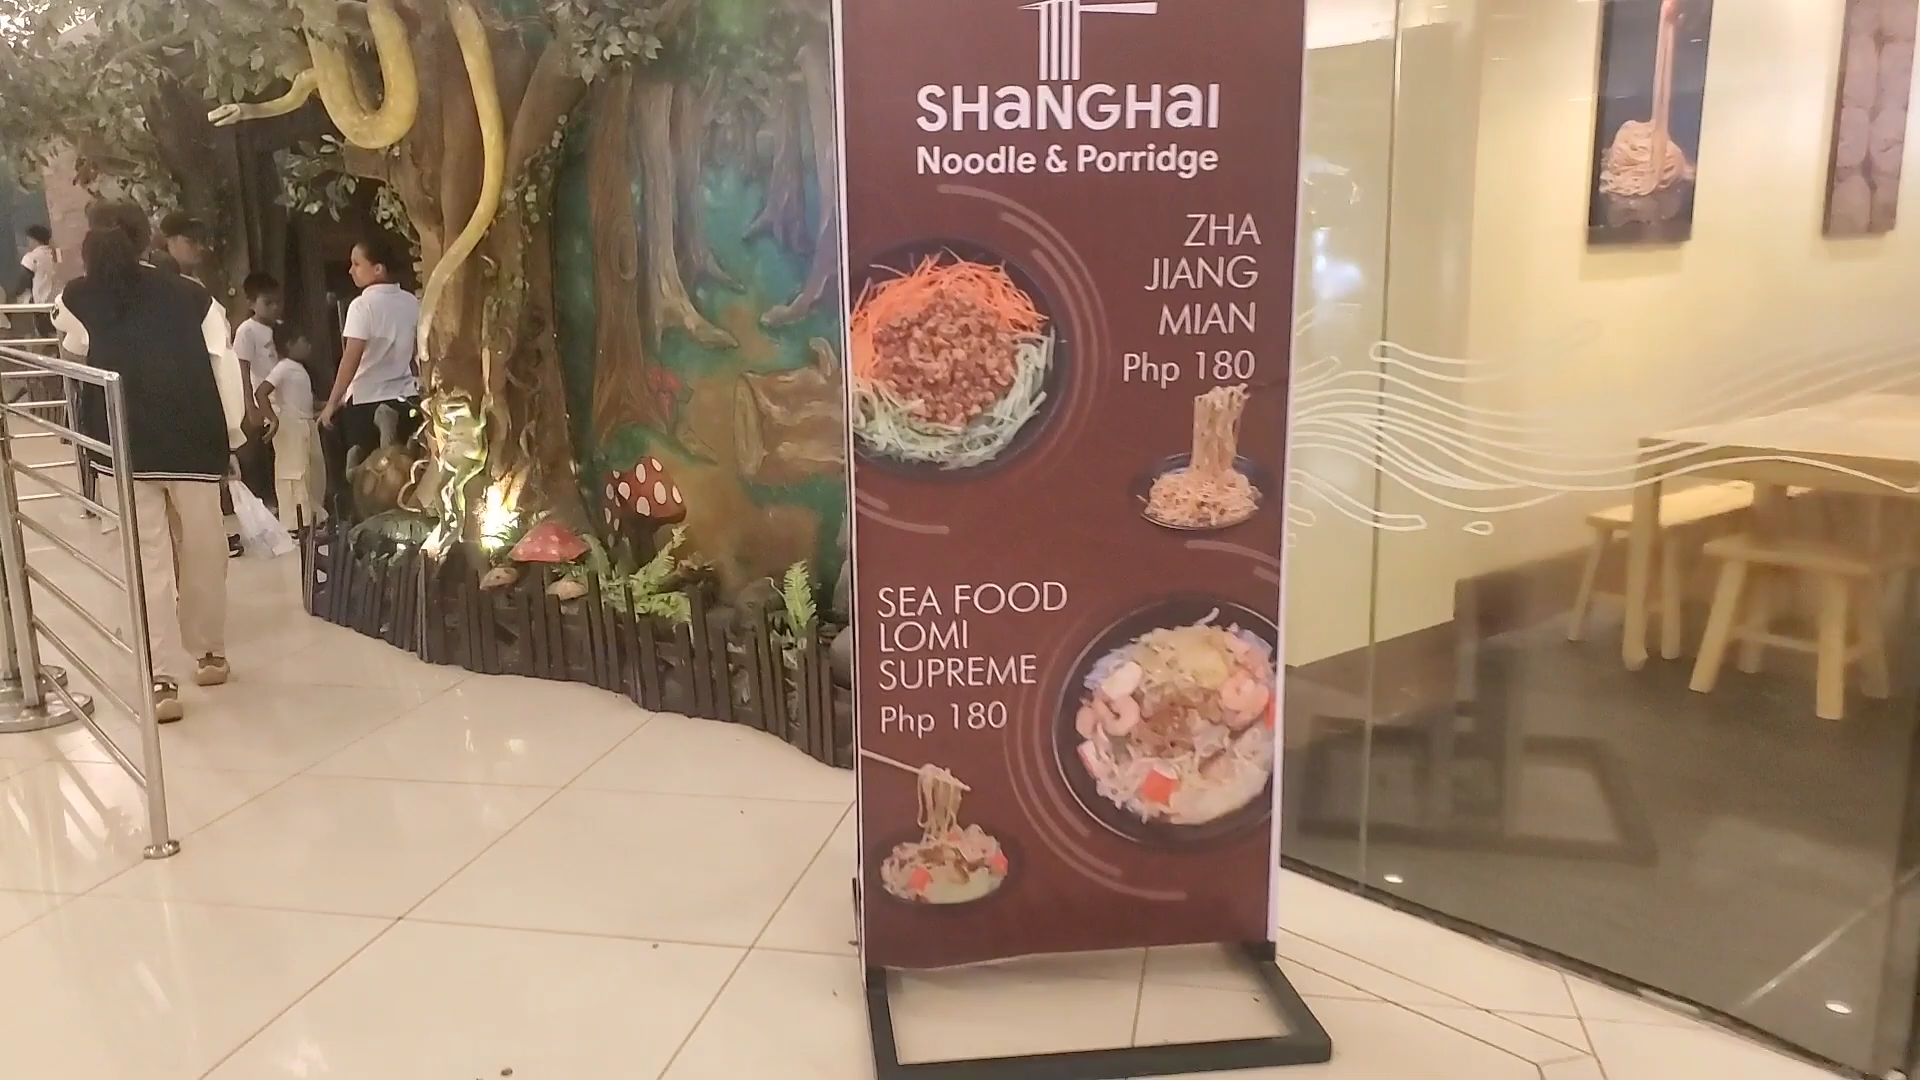 SHaNGHaI
Noodle & Porridge
ZHA
JIANG
MIAN
Php 180
SEA FOOD
LOMI
SUPREME
Php 180